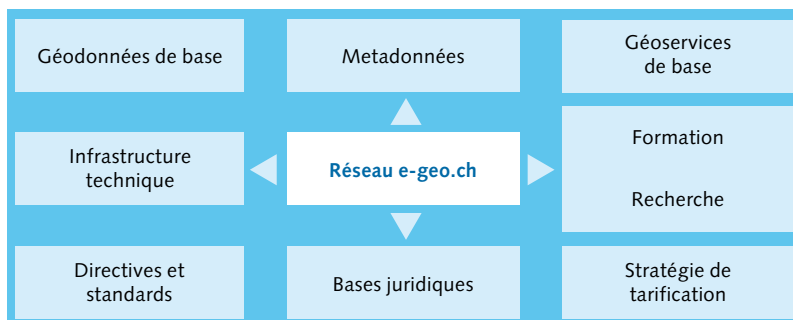 Géodonnées de base
Metadonnées
Géoservices
de base
Infrastructure
technique
Réseau e-geo.ch
Formation
Recherche
Directives et
standards
Bases juridiques
Stratégie de
tarification